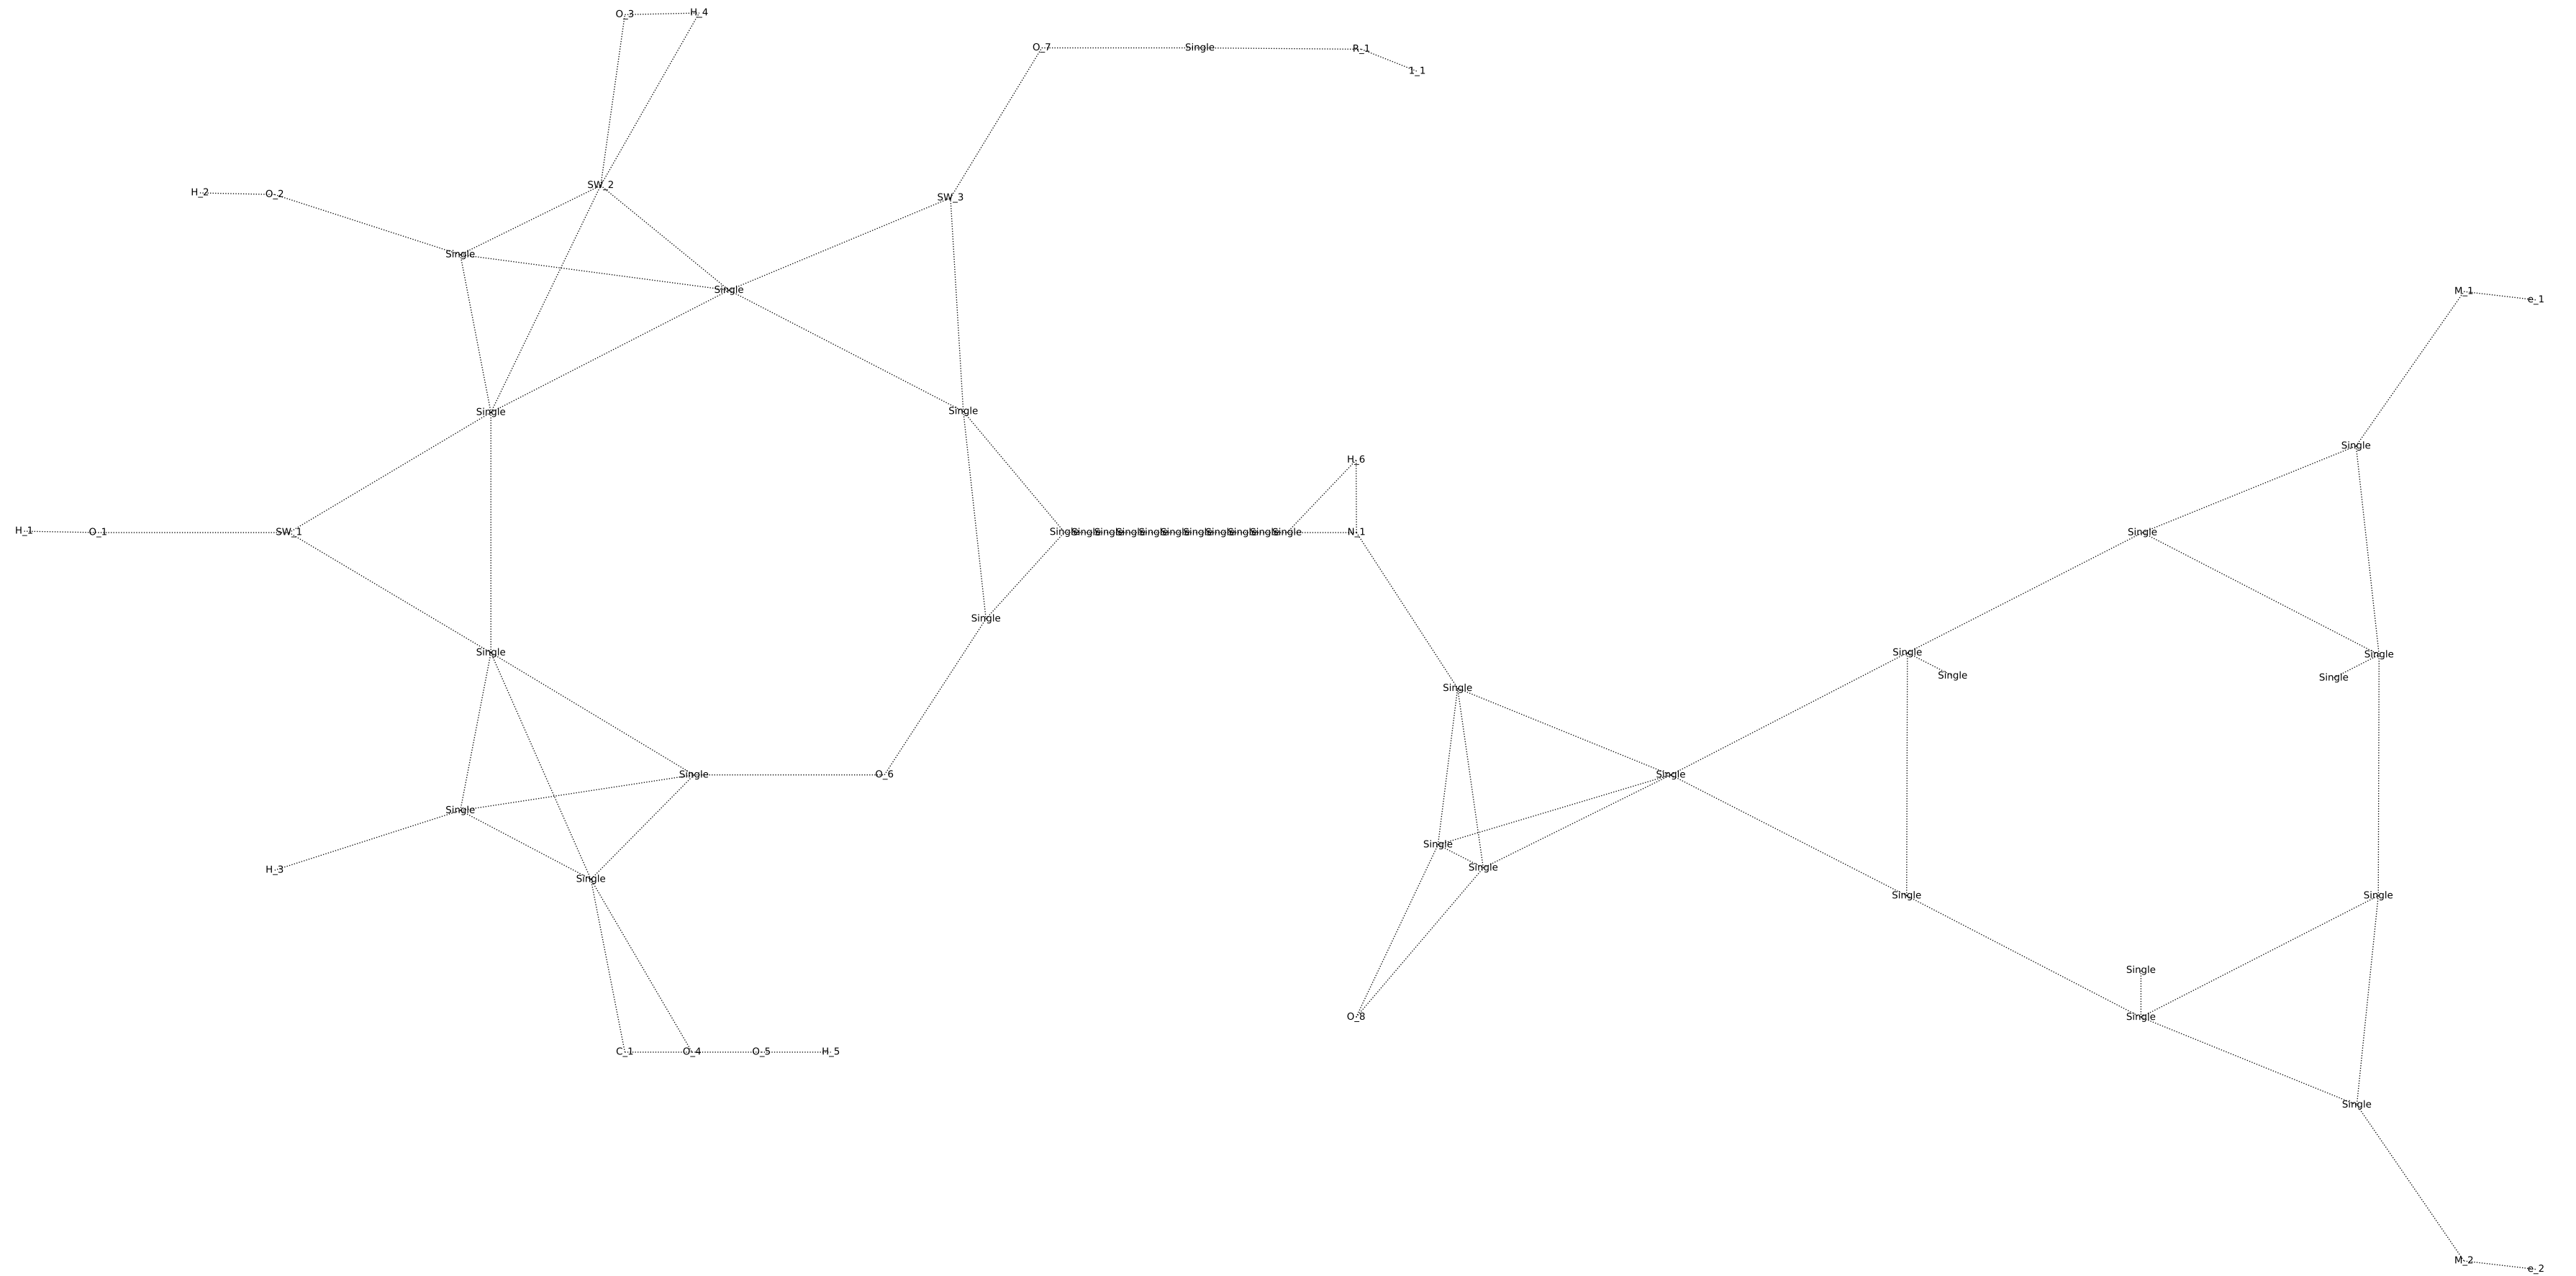 O_3 H_4
O_7 Single R_1
1_1
SW_2
H_2 O_2 SW_3
Single
Single M_1 e_1
Single Single
Single
H_6
H_1 O_1 SW_1 Single Single Single Single Single Single Single Single Single Single Single N_1 Single
Single
Single Single Single
Single Single
Single
Single O_6 Single
Single
Single
H_3 Single
Single
Single Single
Single
O_8 Single
C_1 O_4 O_5 H_5
Single
M_2 e_2